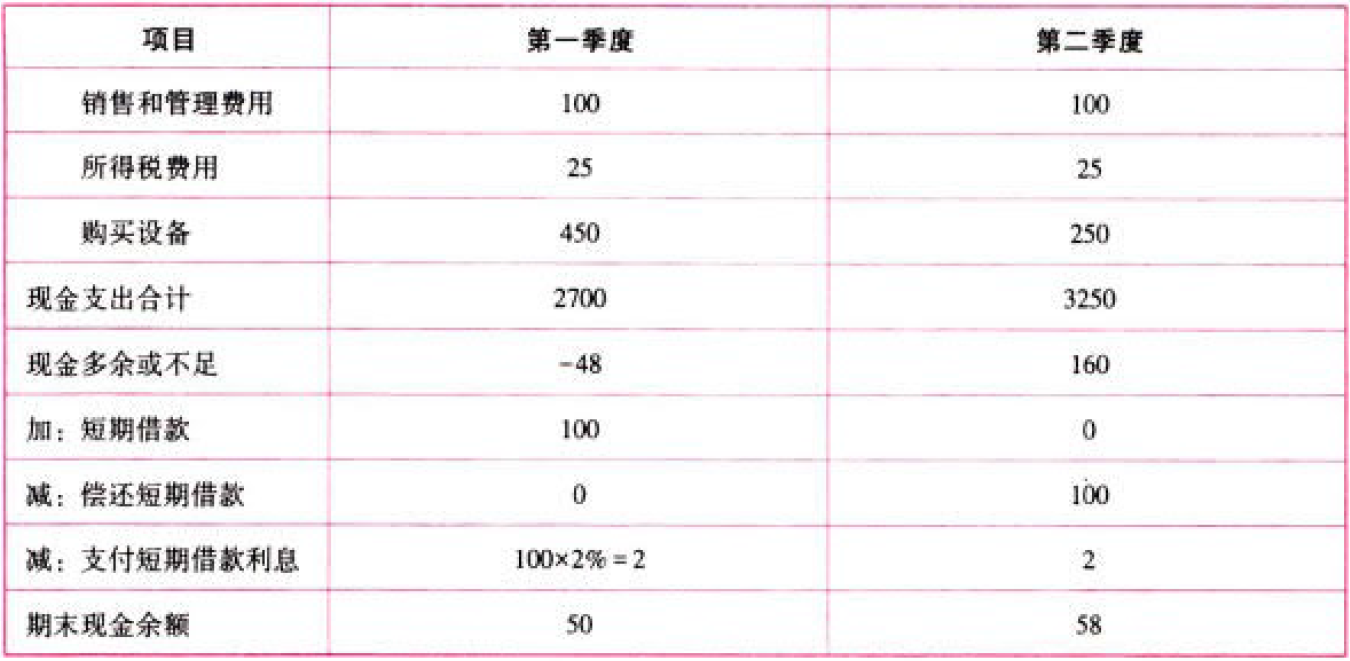 项目 第一季度 第二季度
销售和管理费用 100 100
所得税费用 25 25
购买设备 450 250
现金支出合计 2700 3250
现金多余或不足 -48 160
加：短期借款 100 0
减：偿还短期借款 0 100
减：支付短期借款利息 100×2%=2 2
期末现金余额 50 58